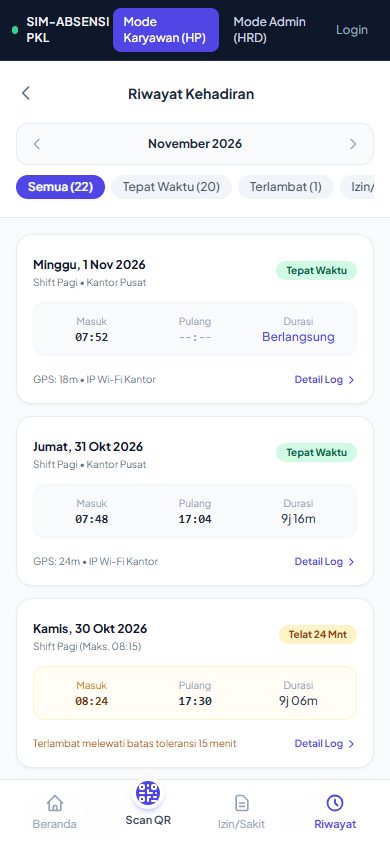 SIM-ABSENSI
PKL
Mode
Karyawan (HP)
Mode Admin
(HRD)
Login
Riwayat Kehadiran
November 2026
Semua (22)
Tepat Waktu (20)
Terlambat (1)
Izin/
Minggu, 1 Nov 2026
Tepat Waktu
Shift Pagi • Kantor Pusat
Masuk
Pulang
Durasi
07:52
--:--
Berlangsung
GPS: 18m • IP Wi-Fi Kantor
Detail Log
Jumat, 31 Okt 2026
Tepat Waktu
Shift Pagi • Kantor Pusat
Masuk
Pulang
Durasi
07:48
17:04
9j 16m
GPS: 24m • IP Wi-Fi Kantor
Detail Log
Kamis, 30 Okt 2026
Telat 24 Mnt
Shift Pagi (Maks. 08:15)
Masuk
Pulang
Durasi
08:24
17:30
9j 06m
Terlambat melewati batas toleransi 15 menit
Detail Log
Beranda
Scan QR
Izin/Sakit
Riwayat